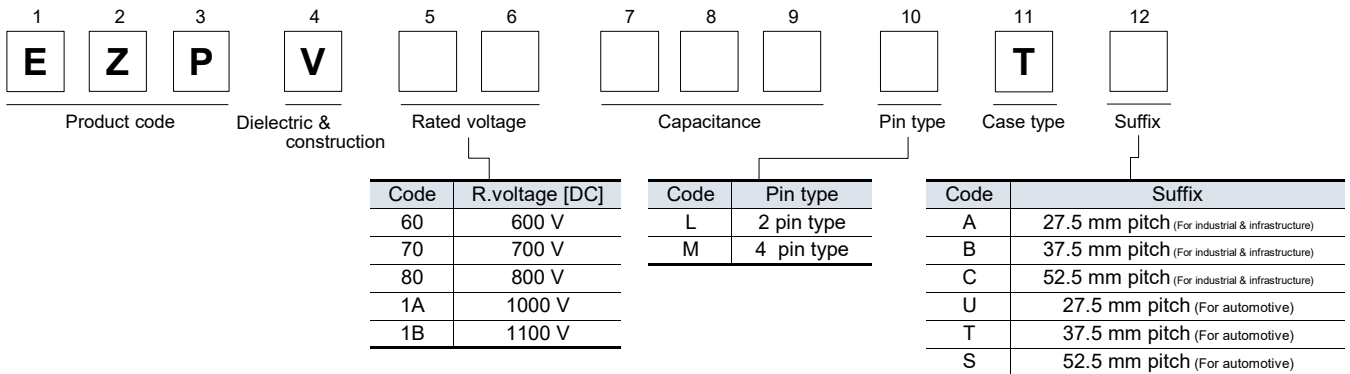 1 2 3 4 5 6 7 8 9 10 11 12
E Z P V T
Product code Dielectric & construction Rated voltage Capacitance Pin type Case type Suffix
Code R.voltage [DC]
60 600 V
70 700 V
80 800 V
1A 1000 V
1B 1100 V
Code Pin type
L 2 pin type
M 4 pin type
Code Suffix
A 27.5 mm pitch (For industrial & infrastructure)
B 37.5 mm pitch (For industrial & infrastructure)
C 52.5 mm pitch (For industrial & infrastructure)
U 27.5 mm pitch (For automotive)
T 37.5 mm pitch (For automotive)
S 52.5 mm pitch (For automotive)